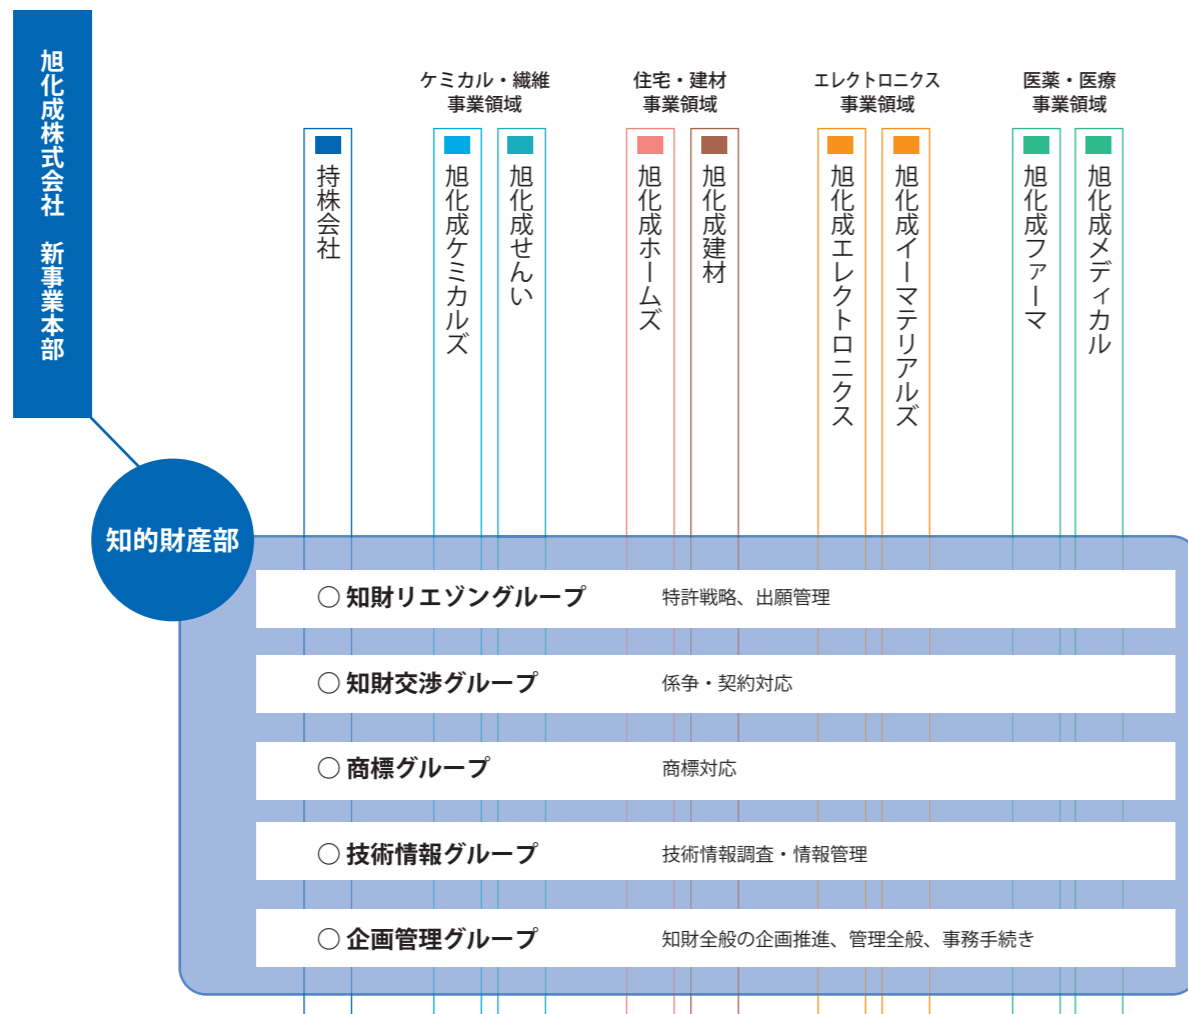 旭化成株式会社　新事業本部
ケミカル・繊維
事業領域
住宅・建材
事業領域
エレクトロニクス
事業領域
医薬・医療
事業領域
持株会社
旭化成ケミカルズ
旭化成せんい
旭化成ホームズ
旭化成建材
旭化成エレクトロニクス
旭化成イーマテリアルズ
旭化成ファーマ
旭化成メディカル
知的財産部
○ 知財リエゾングループ　特許戦略、出願管理
○ 知財交渉グループ　係争・契約対応
○ 商標グループ　商標対応
○ 技術情報グループ　技術情報調査・情報管理
○ 企画管理グループ　知財全般の企画推進、管理全般、事務手続き